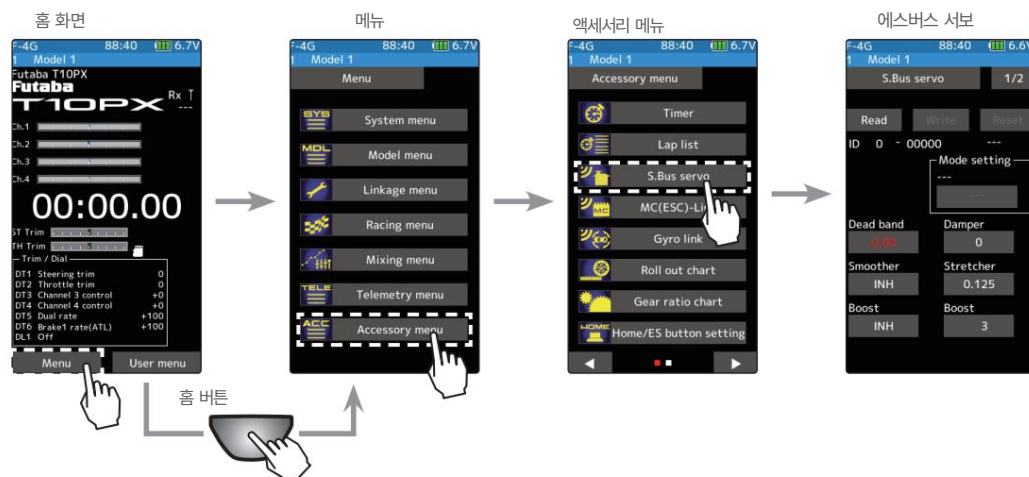 홈 화면
F-4G 88:40 6.7V
1 Model 1
Futaba T10PX
Futaba
T10PX
Rx
---
Ch.1
Ch.2
Ch.3
Ch.4
00:00.00
ST Trim
TH Trim
Trim / Dial
DT1 Steering trim 0
DT2 Throttle trim 0
DT3 Channel 3 control +0
DT4 Channel 4 control +0
DT5 Dual rate +100
DT6 Brake1 rate(ATL) +100
DL1 Off
Menu User menu
홈 버튼
메뉴
F-4G 88:40 6.7V
1 Model 1
Menu
SYS System menu
MDL Model menu
Linkage menu
Racing menu
Mixing menu
TELE Telemetry menu
ACC Accessory menu
액세서리 메뉴
F-4G 88:40 6.7V
1 Model 1
Accessory menu
Timer
Lap list
S.Bus servo
MC MC(ESC)-Li
Gyro link
Roll out chart
Gear ratio chart
HOME Home/ES button setting
에스버스 서보
F-4G 88:40 6.6V
1 Model 1
S.Bus servo 1/2
Read Write Reset
ID 0 - 00000 ---
Mode setting
---
---
Dead band Damper
0.00 0
Smoother Stretcher
INH 0.125
Boost Boost
INH 3